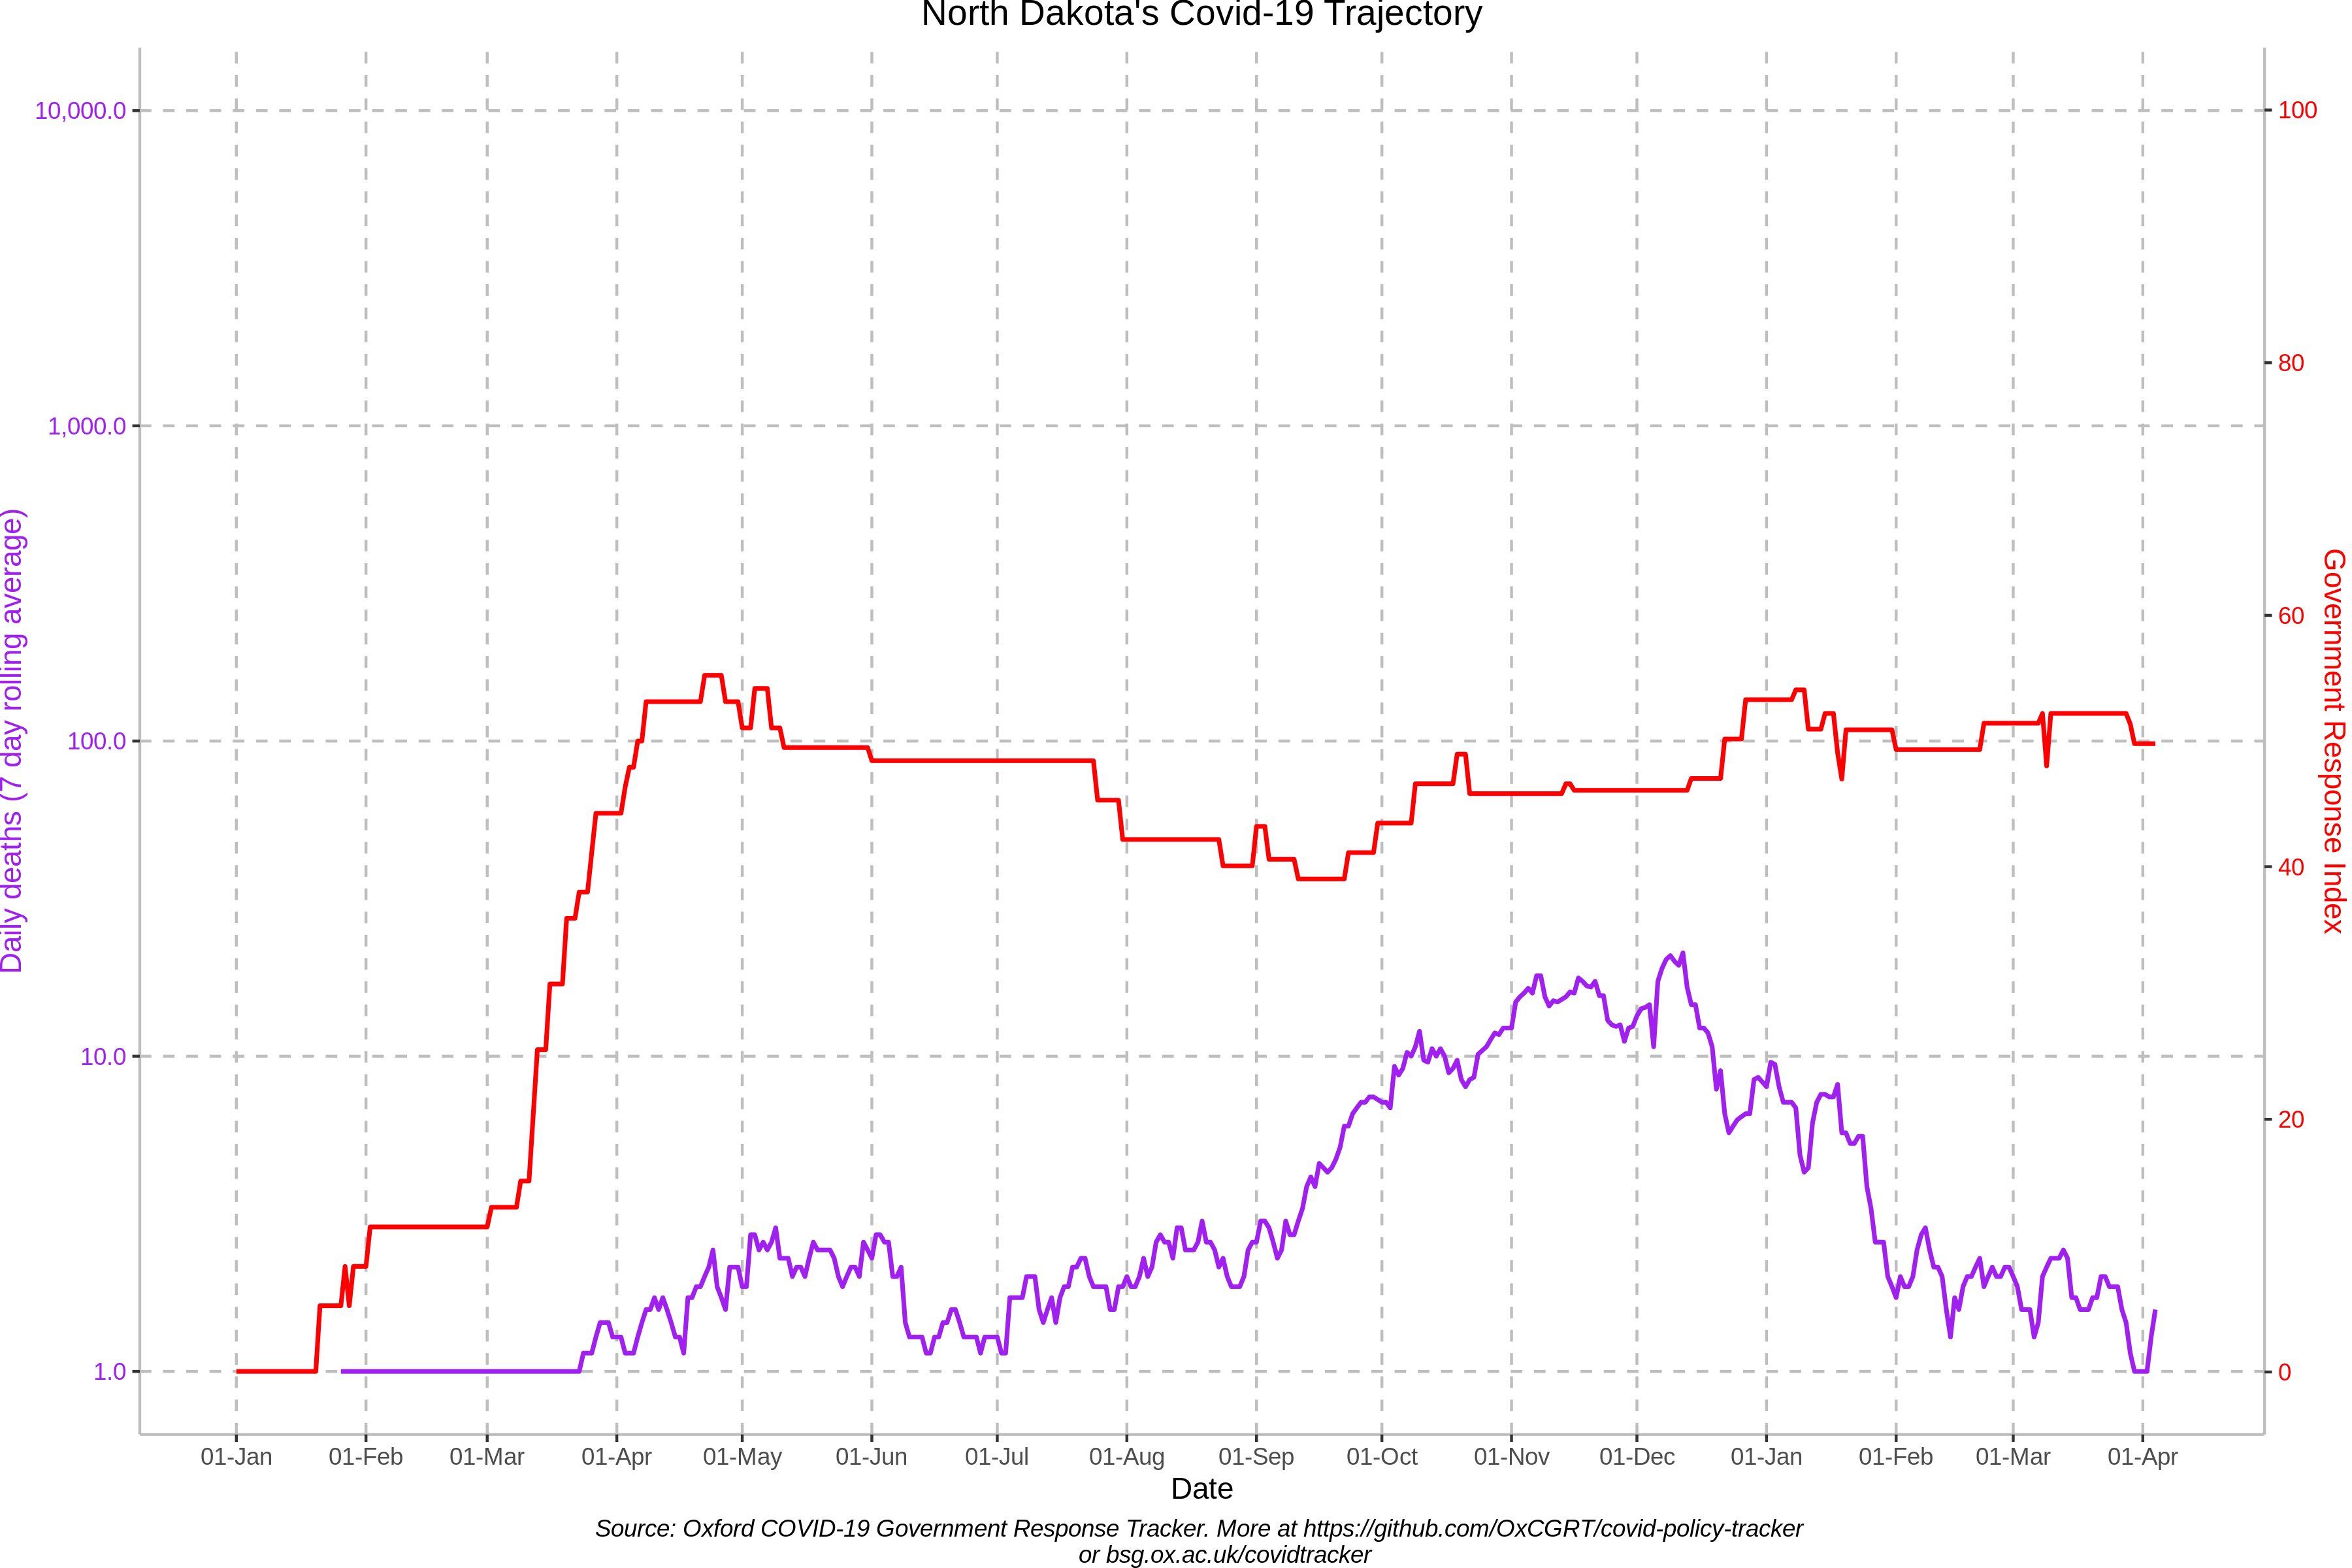 North Dakota's Covid-19 Trajectory
10,000.0
1,000.0
100.0
10.0
1.0
Daily deaths (7 day rolling average)
100
80
60
40
20
0
Government Response Index
01-Jan 01-Feb 01-Mar 01-Apr 01-May 01-Jun 01-Jul 01-Aug 01-Sep 01-Oct 01-Nov 01-Dec 01-Jan 01-Feb 01-Mar 01-Apr
Date
Source: Oxford COVID-19 Government Response Tracker. More at https://github.com/OxCGRT/covid-policy-tracker
or bsg.ox.ac.uk/covidtracker